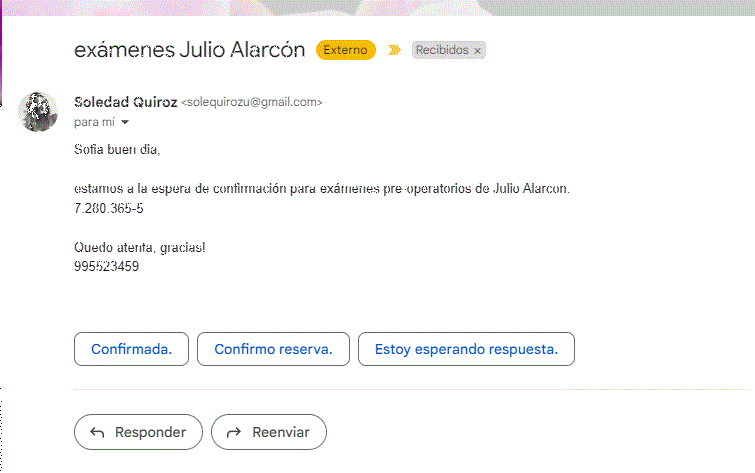 exámenes Julio Alarcón Externo Recibidos x
Soledad Quiroz <solequirozu@gmail.com>
para mí
Sofia buen dia,
estamos a la espera de confirmación para exámenes pre-operatorios de Julio Alarcon.
7.280.365-5
Quedo atenta, gracias!
995523459
Confirmada. Confirmo reserva. Estoy esperando respuesta.
Responder Reenviar